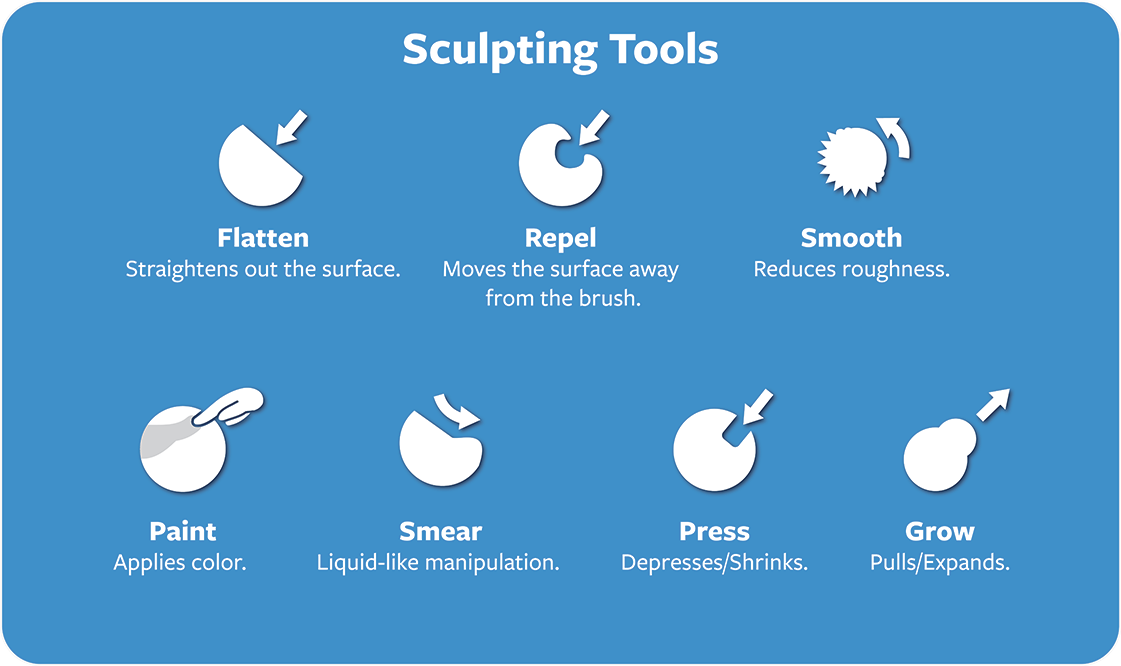 Sculpting Tools
Flatten
Straightens out the surface.
Repel
Moves the surface away
from the brush.
Smooth
Reduces roughness.
Paint
Applies color.
Smear
Liquid-like manipulation.
Press
Depresses/Shrinks.
Grow
Pulls/Expands.